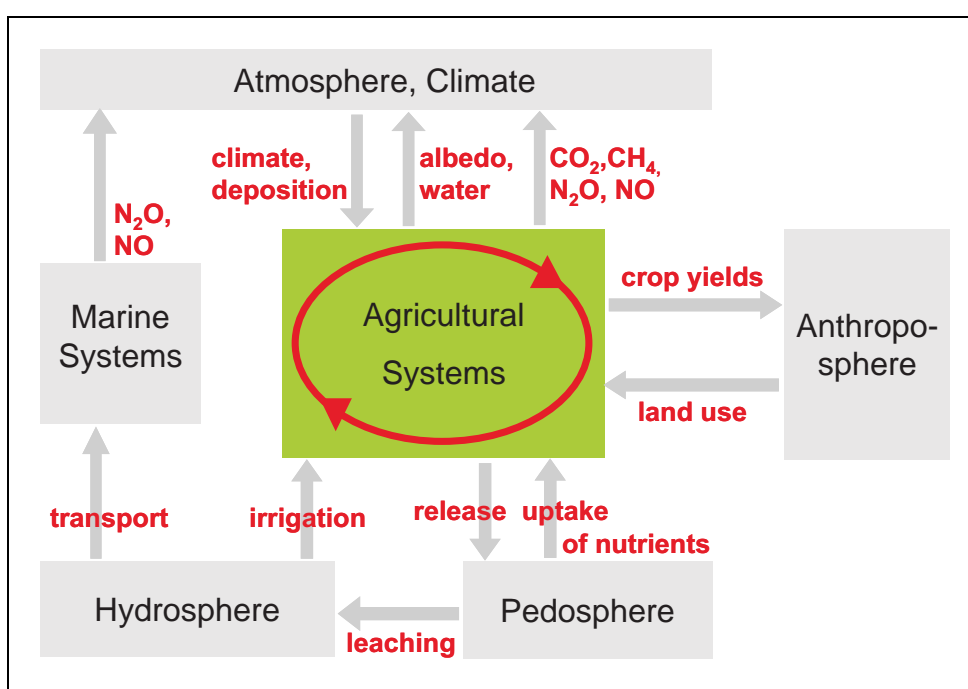 Atmosphere, Climate
climate,
deposition
albedo,
water
CO₂,CH₄,
N₂O, NO
N₂O,
NO
Marine
Systems
Agricultural
Systems
crop yields
Anthropo-
sphere
land use
transport
irrigation
release
uptake
of nutrients
Hydrosphere
leaching
Pedosphere